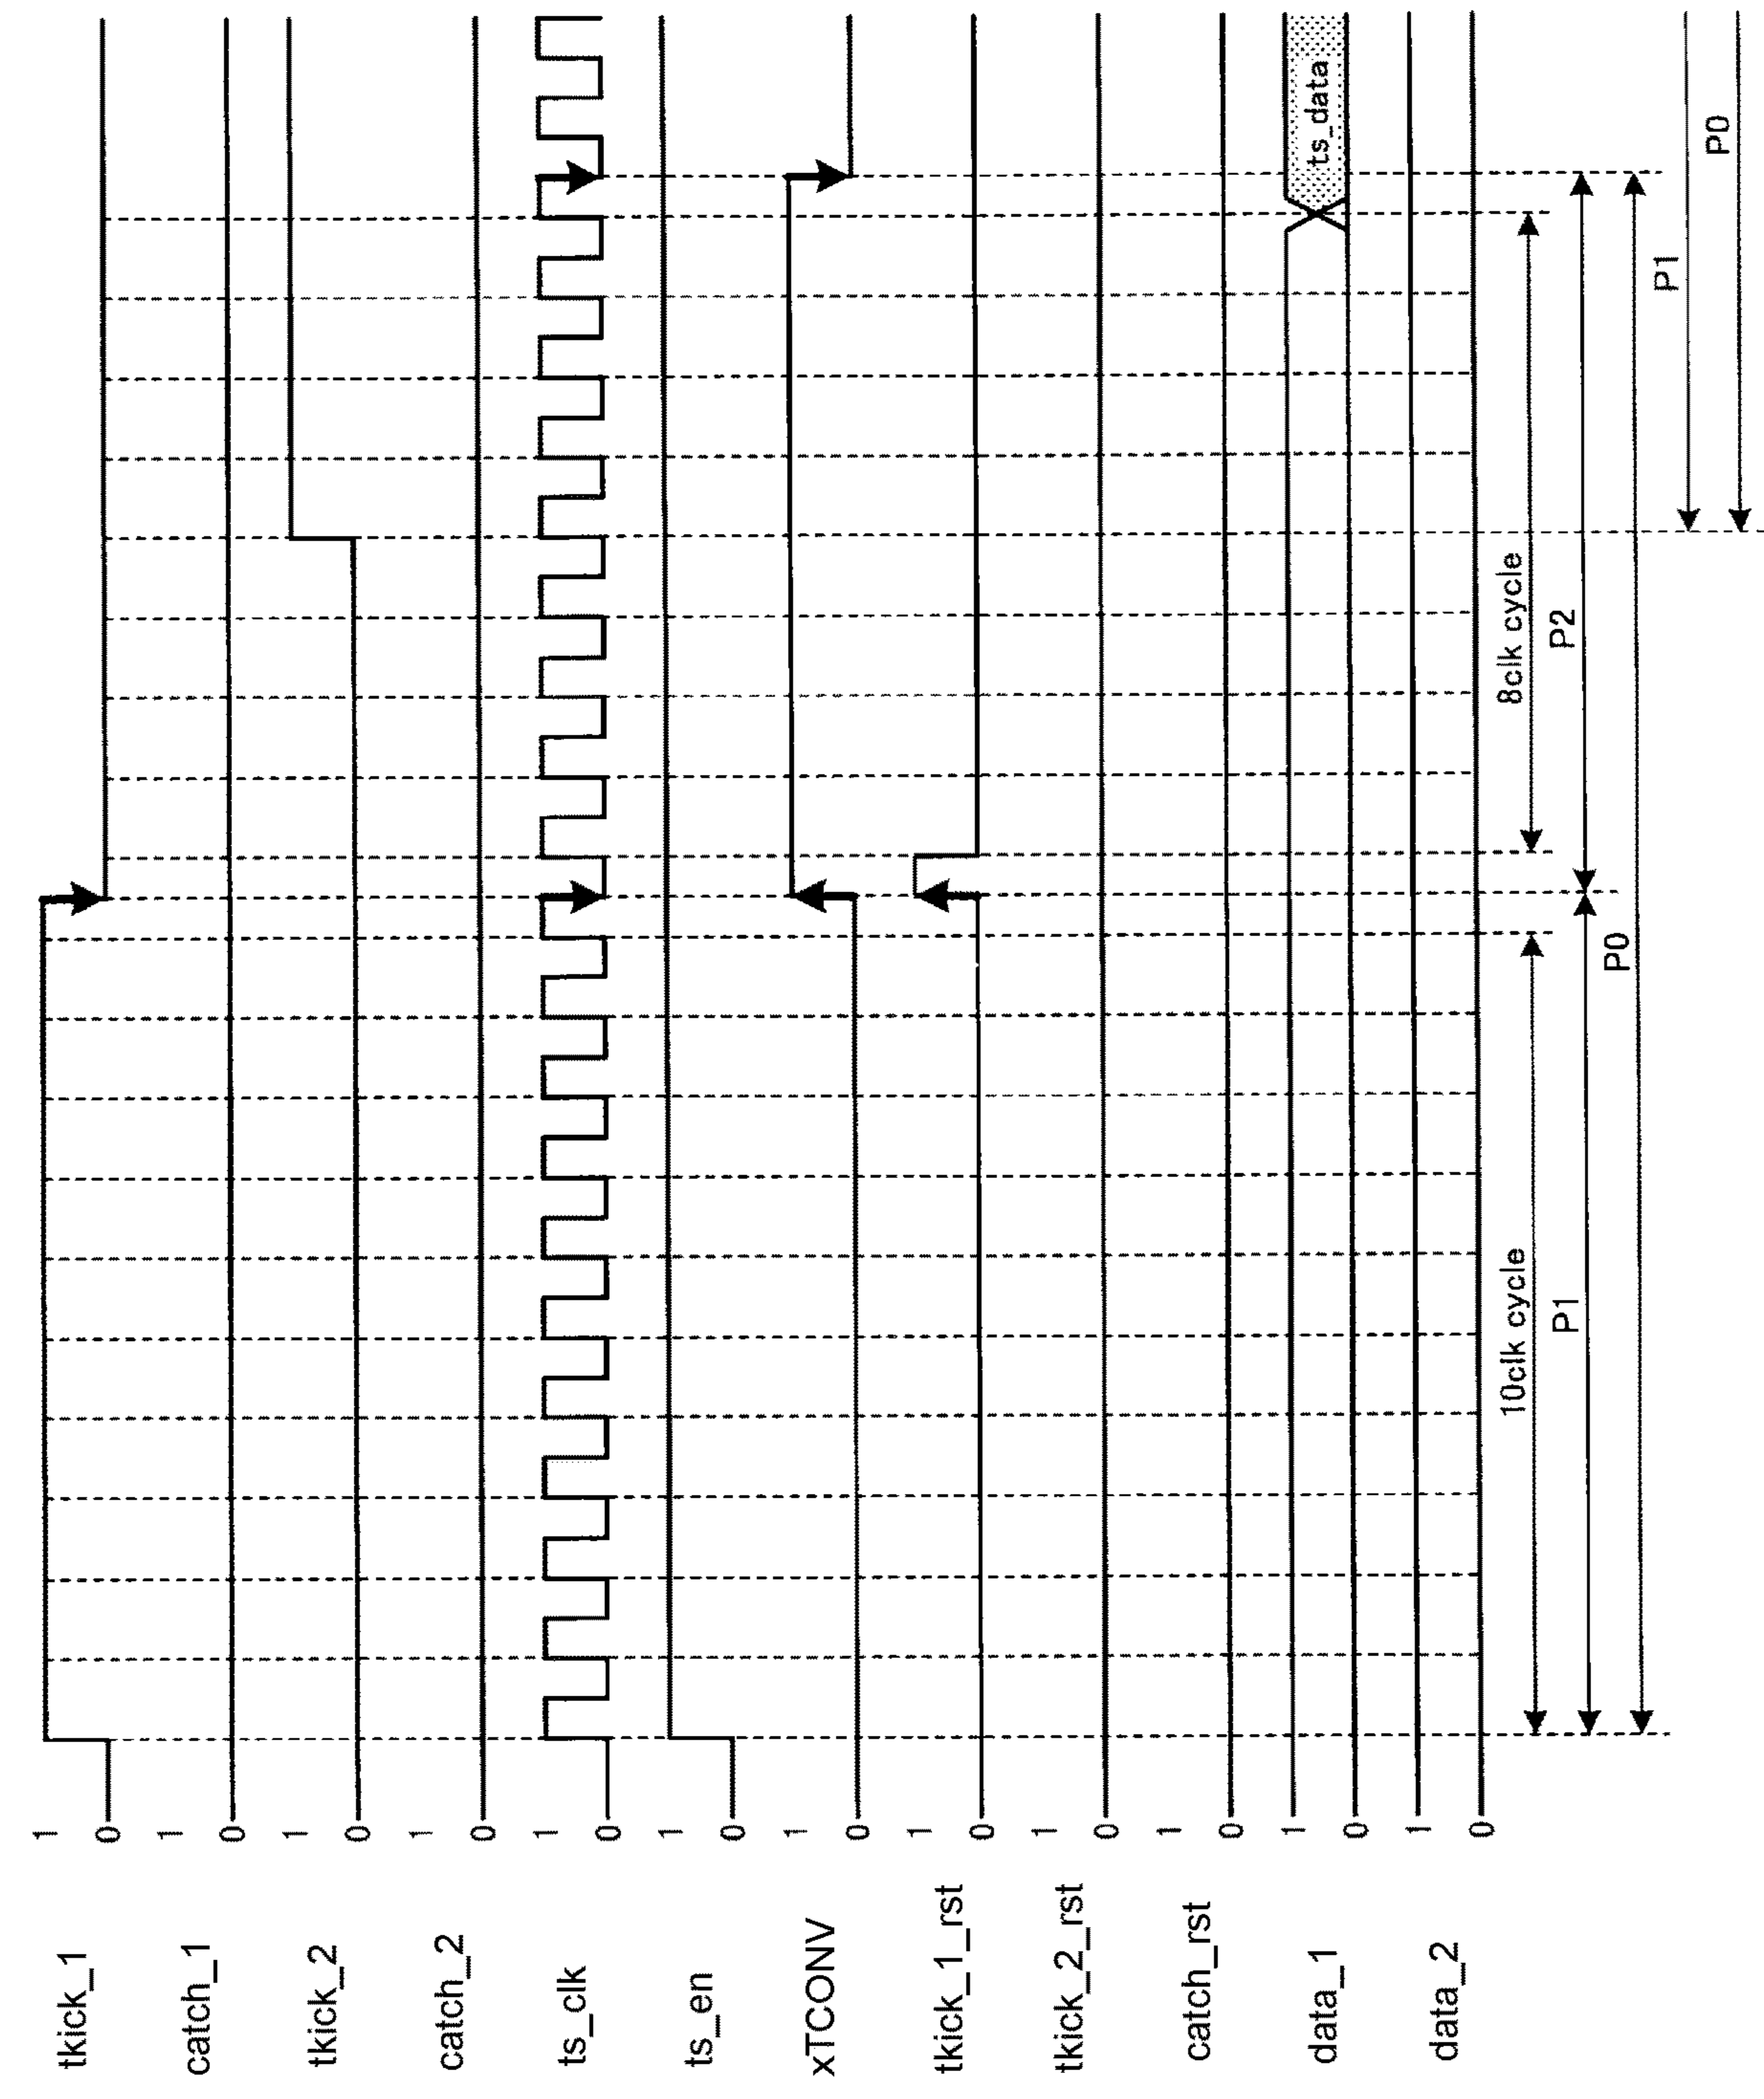 tkick_1 1 0
catch_1 1 0
tkick_2 1 0
catch_2 1 0
ts_clk 1 0
ts_en 1 0
xTCONV 1 0
tkick_1_rst 1 0
tkick_2_rst 1 0
catch_rst 1 0
data_1 1 0 ts_data
data_2 1 0
10clk cycle 8clk cycle
P1 P2
P0
P1
P0